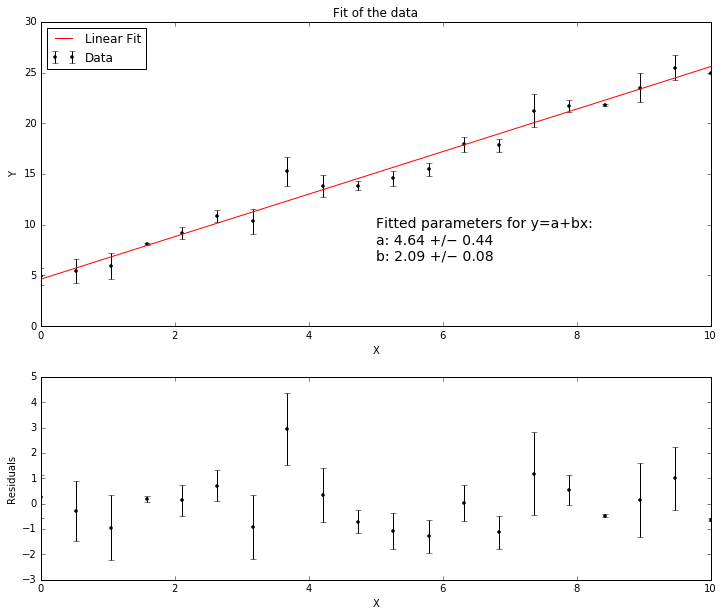 Fit of the data
30
25
20
15
10
5
0
Y
Linear Fit
Data
Fitted parameters for y=a+bx:
a: 4.64 +/− 0.44
b: 2.09 +/− 0.08
0 2 4 6 8 10
X
5
4
3
2
1
0
−1
−2
−3
Residuals
0 2 4 6 8 10
X